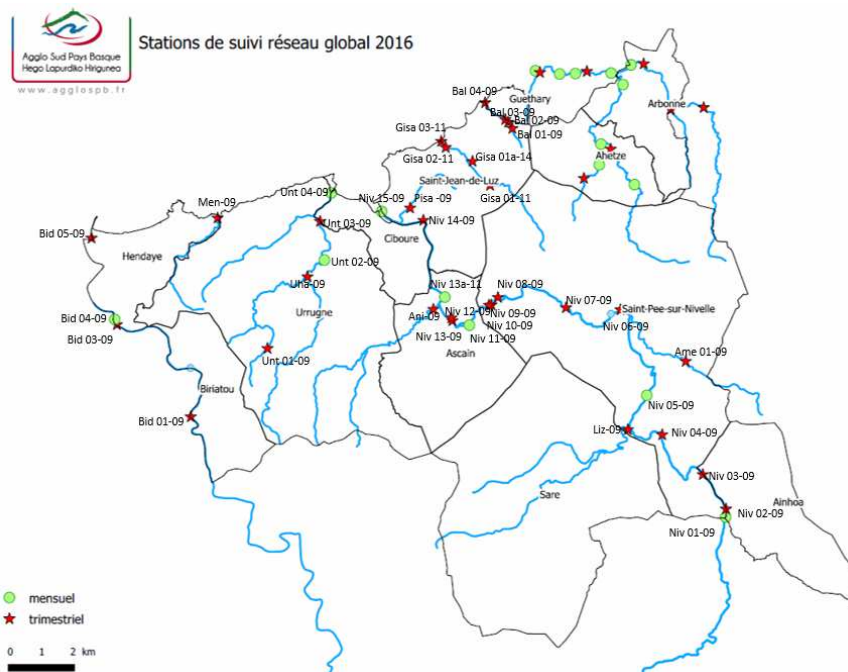 Agglo Sud Pays Basque
Hego Lapurdiko Hirigunea
www.agglospb.fr
Stations de suivi réseau global 2016
Bal 04-09
Guethary
Bal 03-09
Bal 02-09
Bal 01-09
Arbonne
Gisa 03-11
Gisa 02-11
Gisa 01a-14
Ahetze
Saint-Jean-de-Luz
Gisa 01-11
Unt 04-09
Niv 15-09
Pisa -09
Men-09
Unt 03-09
Niv 14-09
Ciboure
Bid 05-09
Hendaye
Unt 02-09
Uha-09
Urrugne
Niv 13a-11
Niv 08-09
Niv 07-09
Saint-Pee-sur-Nivelle
Niv 12-09
Niv 09-09
Ani-09
Niv 10-09
Niv 06-09
Niv 13-09
Niv 11-09
Ascain
Bid 04-09
Bid 03-09
Unt 01-09
Ame 01-09
Biriatou
Niv 05-09
Bid 01-09
Liz-09
Niv 04-09
Niv 03-09
Sare
Ainhoa
Niv 02-09
Niv 01-09
mensuel
trimestriel
0 1 2 km